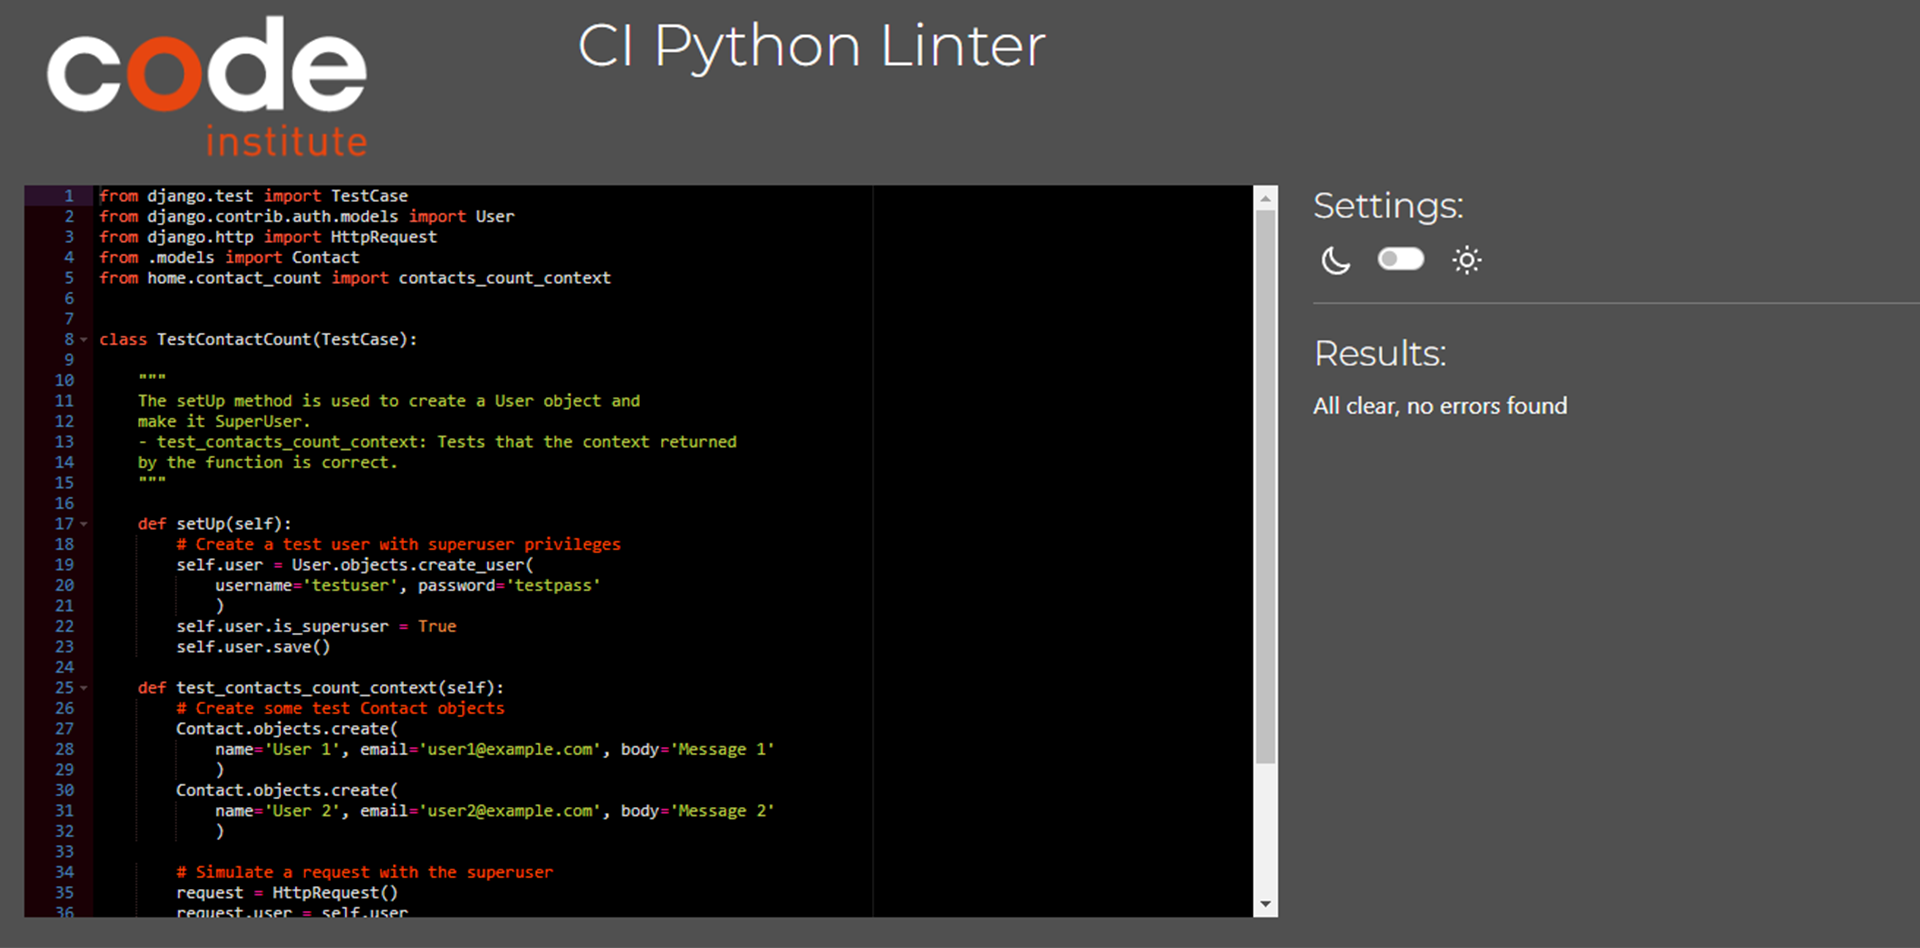 code
institute
CI Python Linter
1 from django.test import TestCase
2 from django.contrib.auth.models import User
3 from django.http import HttpRequest
4 from .models import Contact
5 from home.contact_count import contacts_count_context
6
7
8 class TestContactCount(TestCase):
9
10 """
11 The setUp method is used to create a User object and
12 make it SuperUser.
13 - test_contacts_count_context: Tests that the context returned
14 by the function is correct.
15 """
16
17 def setUp(self):
18 # Create a test user with superuser privileges
19 self.user = User.objects.create_user(
20 username='testuser', password='testpass'
21 )
22 self.user.is_superuser = True
23 self.user.save()
24
25 def test_contacts_count_context(self):
26 # Create some test Contact objects
27 Contact.objects.create(
28 name='User 1', email='user1@example.com', body='Message 1'
29 )
30 Contact.objects.create(
31 name='User 2', email='user2@example.com', body='Message 2'
32 )
33
34 # Simulate a request with the superuser
35 request = HttpRequest()
36 request.user = self.user
Settings:
Results:
All clear, no errors found